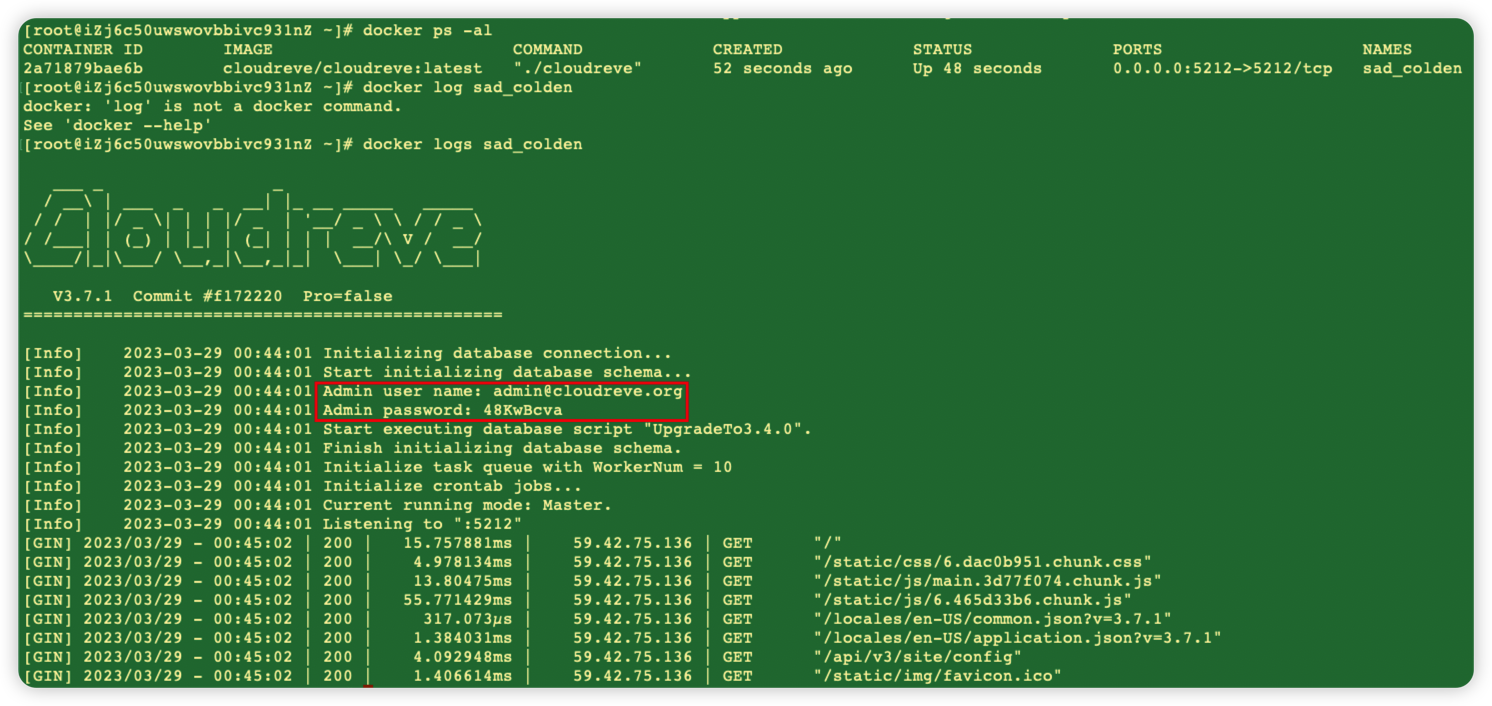 [root@iZj6c50uwswovbbivc931nZ ~]# docker ps -al
CONTAINER ID        IMAGE                        COMMAND             CREATED             STATUS              PORTS                    NAMES
2a71879bae6b        cloudreve/cloudreve:latest   "./cloudreve"       52 seconds ago      Up 48 seconds       0.0.0.0:5212->5212/tcp   sad_colden
[root@iZj6c50uwswovbbivc931nZ ~]# docker log sad_colden
docker: 'log' is not a docker command.
See 'docker --help'
[root@iZj6c50uwswovbbivc931nZ ~]# docker logs sad_colden
Cloudreve
V3.7.1  Commit #f172220  Pro=false
================================================
[Info]    2023-03-29 00:44:01 Initializing database connection...
[Info]    2023-03-29 00:44:01 Start initializing database schema...
[Info]    2023-03-29 00:44:01 Admin user name: admin@cloudreve.org
[Info]    2023-03-29 00:44:01 Admin password: 48KwBcva
[Info]    2023-03-29 00:44:01 Start executing database script "UpgradeTo3.4.0".
[Info]    2023-03-29 00:44:01 Finish initializing database schema.
[Info]    2023-03-29 00:44:01 Initialize task queue with WorkerNum = 10
[Info]    2023-03-29 00:44:01 Initialize crontab jobs...
[Info]    2023-03-29 00:44:01 Current running mode: Master.
[Info]    2023-03-29 00:44:01 Listening to ":5212"
[GIN] 2023/03/29 - 00:45:02 | 200 |   15.757881ms |    59.42.75.136 | GET      "/"
[GIN] 2023/03/29 - 00:45:02 | 200 |    4.978134ms |    59.42.75.136 | GET      "/static/css/6.dac0b951.chunk.css"
[GIN] 2023/03/29 - 00:45:02 | 200 |    13.80475ms |    59.42.75.136 | GET      "/static/js/main.3d77f074.chunk.js"
[GIN] 2023/03/29 - 00:45:02 | 200 |   55.771429ms |    59.42.75.136 | GET      "/static/js/6.465d33b6.chunk.js"
[GIN] 2023/03/29 - 00:45:02 | 200 |     317.073µs |    59.42.75.136 | GET      "/locales/en-US/common.json?v=3.7.1"
[GIN] 2023/03/29 - 00:45:02 | 200 |    1.384031ms |    59.42.75.136 | GET      "/locales/en-US/application.json?v=3.7.1"
[GIN] 2023/03/29 - 00:45:02 | 200 |    4.092948ms |    59.42.75.136 | GET      "/api/v3/site/config"
[GIN] 2023/03/29 - 00:45:02 | 200 |    1.406614ms |    59.42.75.136 | GET      "/static/img/favicon.ico"